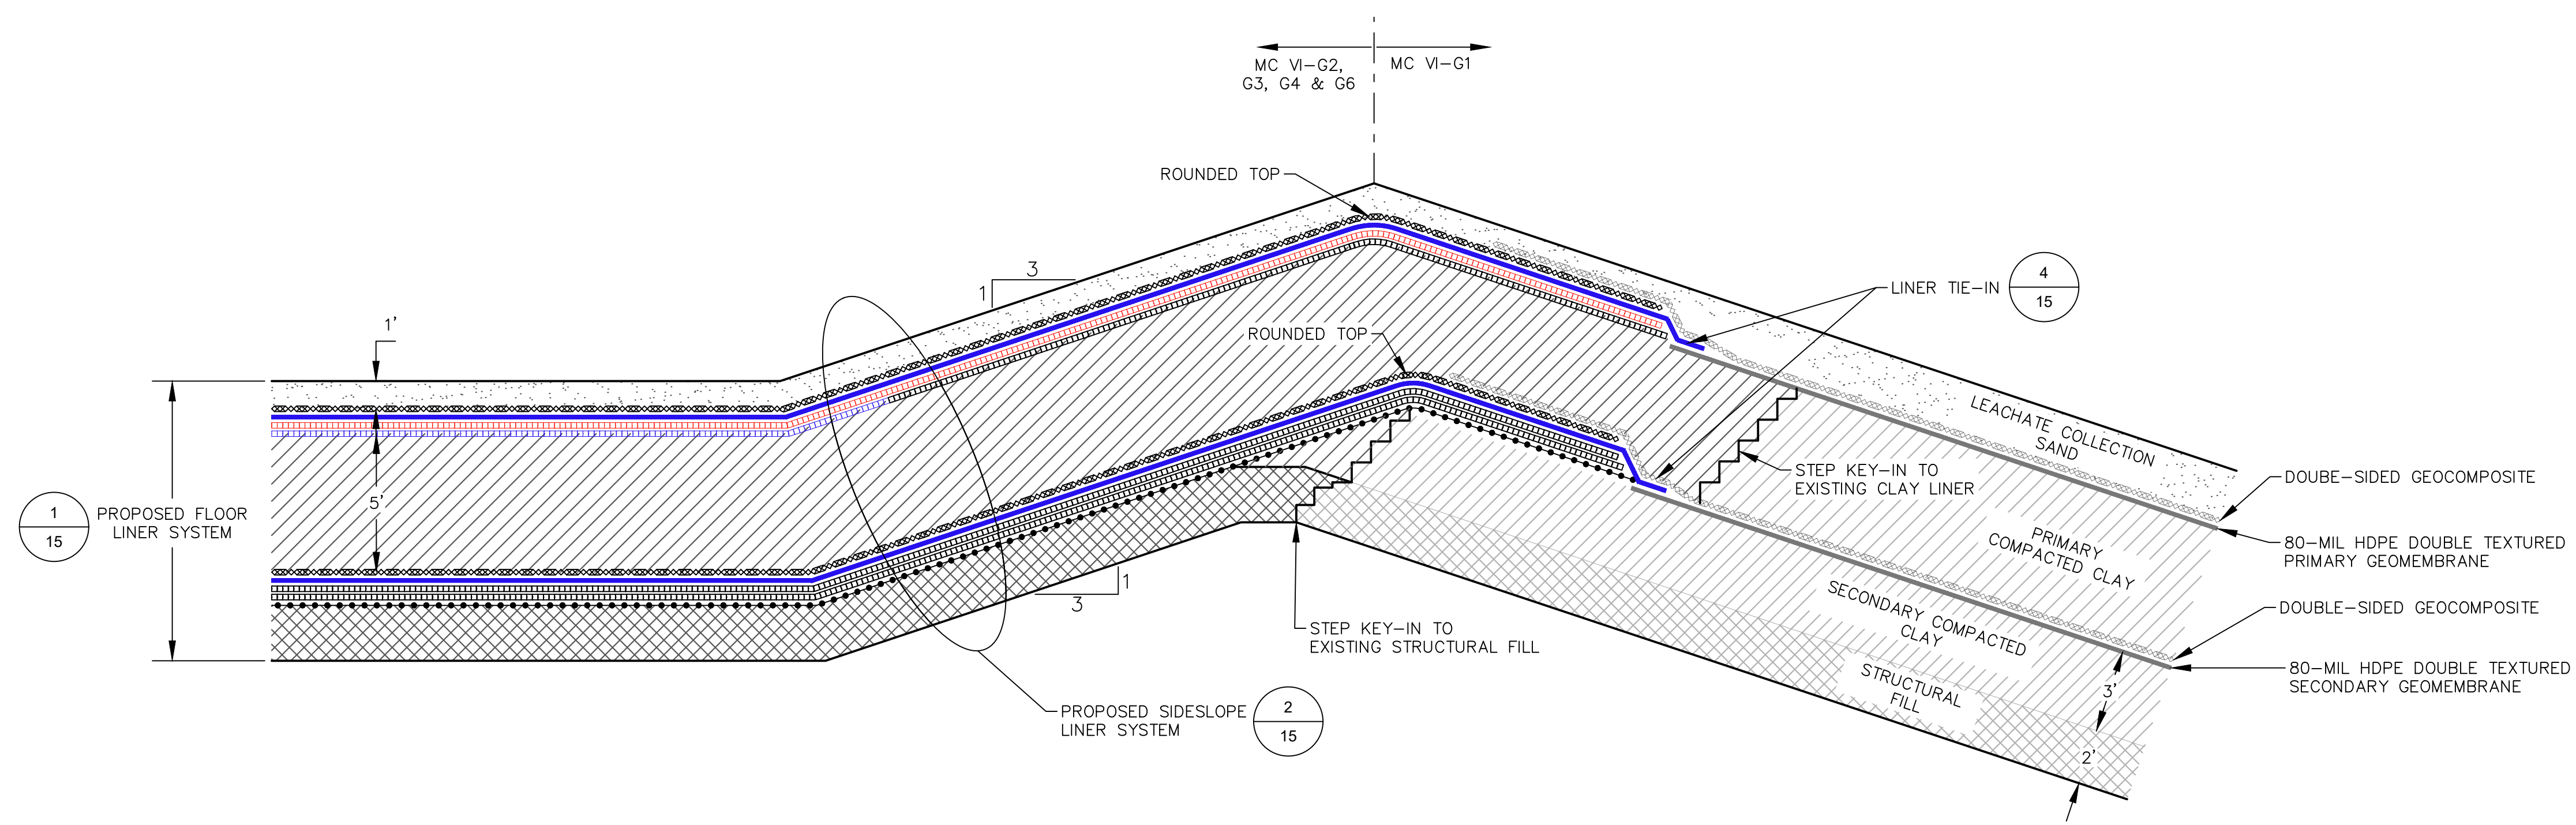 MC VI-G2,
G3, G4 & G6
MC VI-G1
ROUNDED TOP
3
1
LINER TIE-IN
4
15
1'
ROUNDED TOP
5'
1
15
PROPOSED FLOOR
LINER SYSTEM
LEACHATE COLLECTION
SAND
STEP KEY-IN TO
EXISTING CLAY LINER
DOUBE-SIDED GEOCOMPOSITE
PRIMARY
COMPACTED CLAY
80-MIL HDPE DOUBLE TEXTURED
PRIMARY GEOMEMBRANE
1
3
SECONDARY COMPACTED
CLAY
DOUBLE-SIDED GEOCOMPOSITE
STEP KEY-IN TO
EXISTING STRUCTURAL FILL
80-MIL HDPE DOUBLE TEXTURED
SECONDARY GEOMEMBRANE
STRUCTURAL
FILL
3'
2'
PROPOSED SIDESLOPE
LINER SYSTEM
2
15